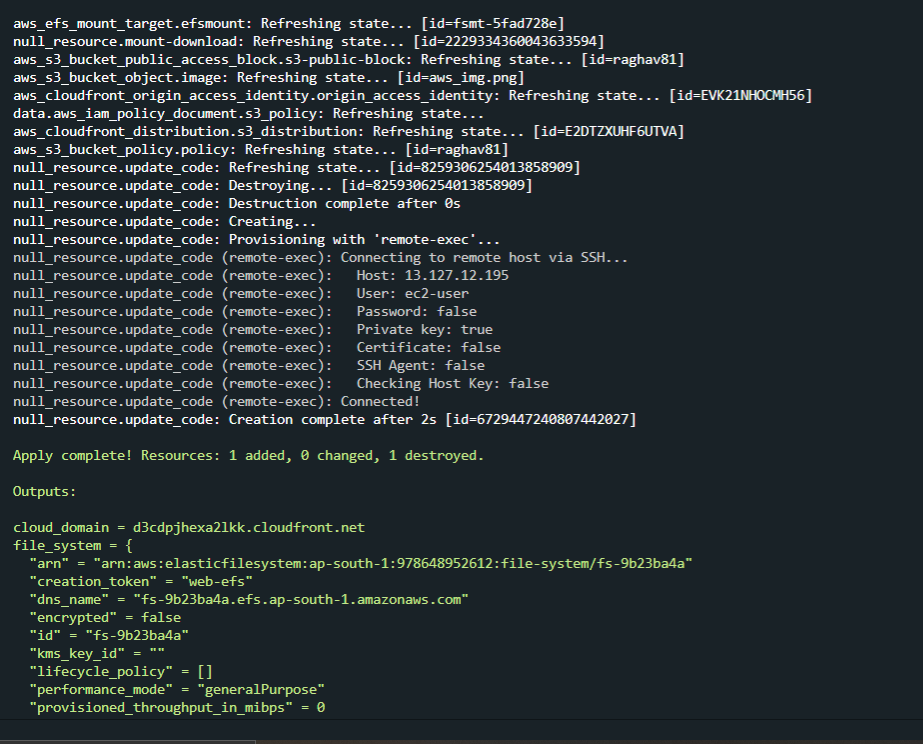 aws_efs_mount_target.efsmount: Refreshing state... [id=fsmt-5fad728e]
null_resource.mount-download: Refreshing state... [id=2229334360043633594]
aws_s3_bucket_public_access_block.s3-public-block: Refreshing state... [id=raghav81]
aws_s3_bucket_object.image: Refreshing state... [id=aws_img.png]
aws_cloudfront_origin_access_identity.origin_access_identity: Refreshing state... [id=EVK21NHOCMH56]
data.aws_iam_policy_document.s3_policy: Refreshing state...
aws_cloudfront_distribution.s3_distribution: Refreshing state... [id=E2DTZXUHF6UTVA]
aws_s3_bucket_policy.policy: Refreshing state... [id=raghav81]
null_resource.update_code: Refreshing state... [id=8259306254013858909]
null_resource.update_code: Destroying... [id=8259306254013858909]
null_resource.update_code: Destruction complete after 0s
null_resource.update_code: Creating...
null_resource.update_code: Provisioning with 'remote-exec'...
null_resource.update_code (remote-exec): Connecting to remote host via SSH...
null_resource.update_code (remote-exec):   Host: 13.127.12.195
null_resource.update_code (remote-exec):   User: ec2-user
null_resource.update_code (remote-exec):   Password: false
null_resource.update_code (remote-exec):   Private key: true
null_resource.update_code (remote-exec):   Certificate: false
null_resource.update_code (remote-exec):   SSH Agent: false
null_resource.update_code (remote-exec):   Checking Host Key: false
null_resource.update_code (remote-exec): Connected!
null_resource.update_code: Creation complete after 2s [id=6729447240807442027]
Apply complete! Resources: 1 added, 0 changed, 1 destroyed.
Outputs:
cloud_domain = d3cdpjhexa2lkk.cloudfront.net
file_system = {
  "arn" = "arn:aws:elasticfilesystem:ap-south-1:978648952612:file-system/fs-9b23ba4a"
  "creation_token" = "web-efs"
  "dns_name" = "fs-9b23ba4a.efs.ap-south-1.amazonaws.com"
  "encrypted" = false
  "id" = "fs-9b23ba4a"
  "kms_key_id" = ""
  "lifecycle_policy" = []
  "performance_mode" = "generalPurpose"
  "provisioned_throughput_in_mibps" = 0